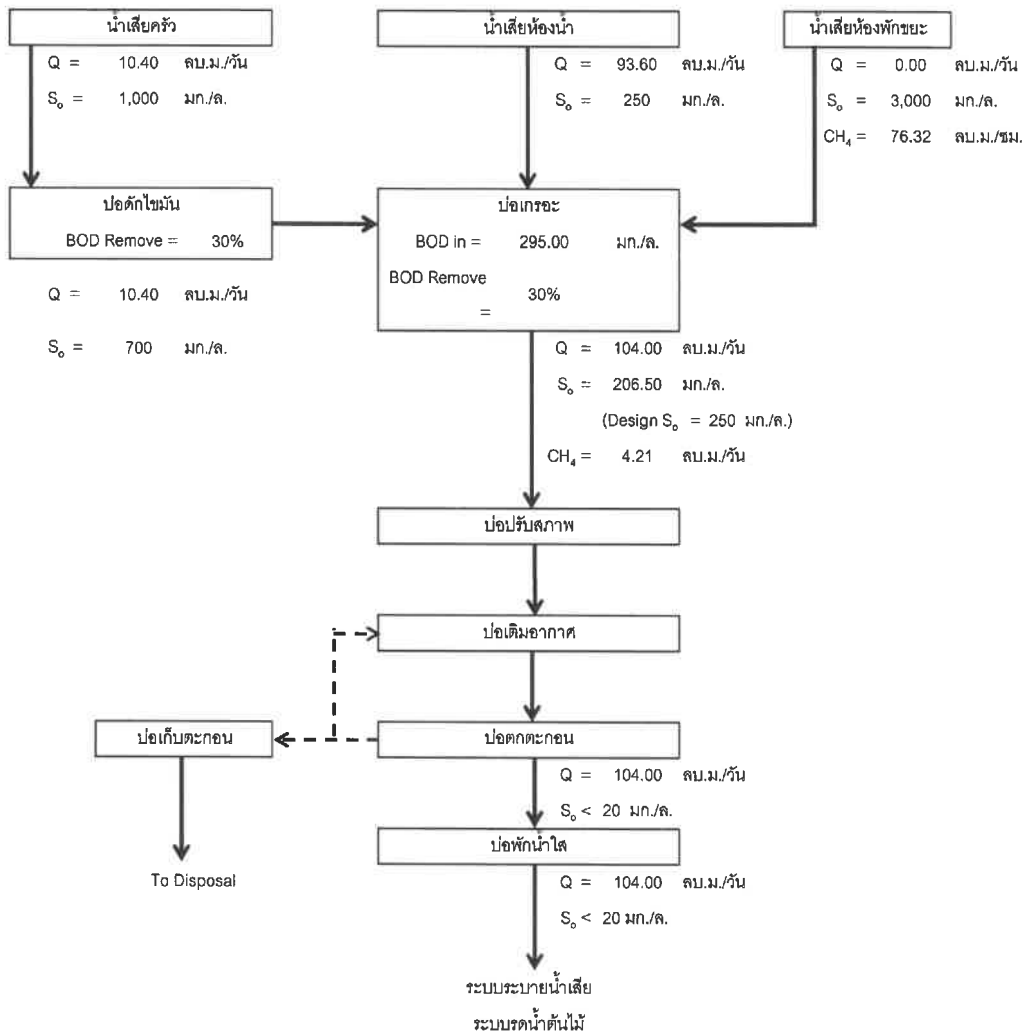 น้ำเสียครัว
Q = 10.40 ลบ.ม./วัน
S₀ = 1,000 มก./ล.
น้ำเสียห้องน้ำ
Q = 93.60 ลบ.ม./วัน
S₀ = 250 มก./ล.
น้ำเสียห้องพักขยะ
Q = 0.00 ลบ.ม./วัน
S₀ = 3,000 มก./ล.
CH₄ = 76.32 ลบ.ม./ชม.
บ่อดักไขมัน
BOD Remove = 30%
Q = 10.40 ลบ.ม./วัน
S₀ = 700 มก./ล.
บ่อเกรอะ
BOD in = 295.00 มก./ล.
BOD Remove
30%
=
Q = 104.00 ลบ.ม./วัน
S₀ = 206.50 มก./ล.
(Design S₀ = 250 มก./ล.)
CH₄ = 4.21 ลบ.ม./วัน
บ่อปรับสภาพ
บ่อเติมอากาศ
บ่อเก็บตะกอน
บ่อตกตะกอน
Q = 104.00 ลบ.ม./วัน
S₀ < 20 มก./ล.
บ่อพักน้ำใส
To Disposal
Q = 104.00 ลบ.ม./วัน
S₀ < 20 มก./ล.
ระบบระบายน้ำเสีย
ระบบรดน้ำต้นไม้